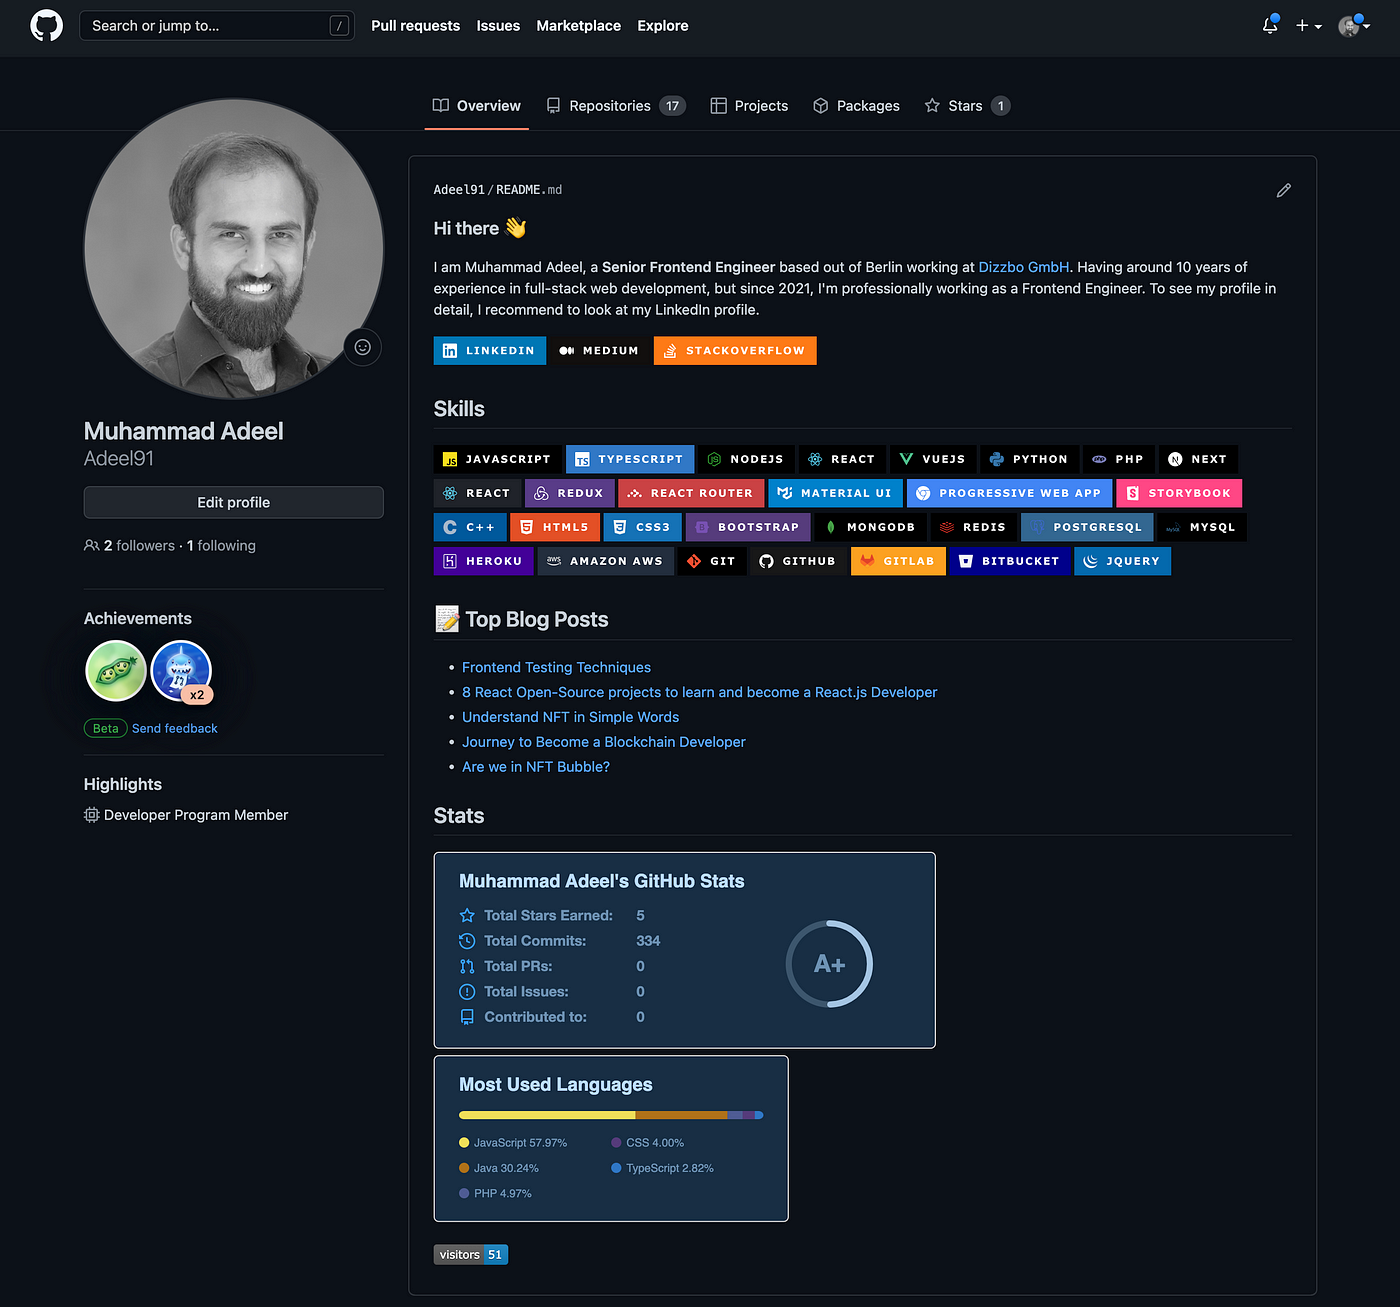 Search or jump to... /
Pull requests Issues Marketplace Explore
Overview Repositories 17 Projects Packages Stars 1
Muhammad Adeel
Adeel91
Edit profile
2 followers · 1 following
Achievements
x2
Beta Send feedback
Highlights
Developer Program Member
Adeel91/README.md
Hi there 👋
I am Muhammad Adeel, a Senior Frontend Engineer based out of Berlin working at Dizzbo GmbH. Having around 10 years of
experience in full-stack web development, but since 2021, I'm professionally working as a Frontend Engineer. To see my profile in
detail, I recommend to look at my LinkedIn profile.
LINKEDIN MEDIUM STACKOVERFLOW
Skills
JS JAVASCRIPT TS TYPESCRIPT NODEJS REACT VUEJS PYTHON php PHP N NEXT
REACT REDUX REACT ROUTER MATERIAL UI PROGRESSIVE WEB APP S STORYBOOK
C C++ 5 HTML5 3 CSS3 B BOOTSTRAP MONGODB REDIS POSTGRESQL MySQL MYSQL
HEROKU aws AMAZON AWS GIT GITHUB GITLAB BITBUCKET JQUERY
📝 Top Blog Posts
• Frontend Testing Techniques
• 8 React Open-Source projects to learn and become a React.js Developer
• Understand NFT in Simple Words
• Journey to Become a Blockchain Developer
• Are we in NFT Bubble?
Stats
Muhammad Adeel's GitHub Stats
Total Stars Earned: 5
Total Commits: 334
Total PRs: 0
Total Issues: 0
Contributed to: 0
A+
Most Used Languages
JavaScript 57.97% CSS 4.00%
Java 30.24% TypeScript 2.82%
PHP 4.97%
visitors 51